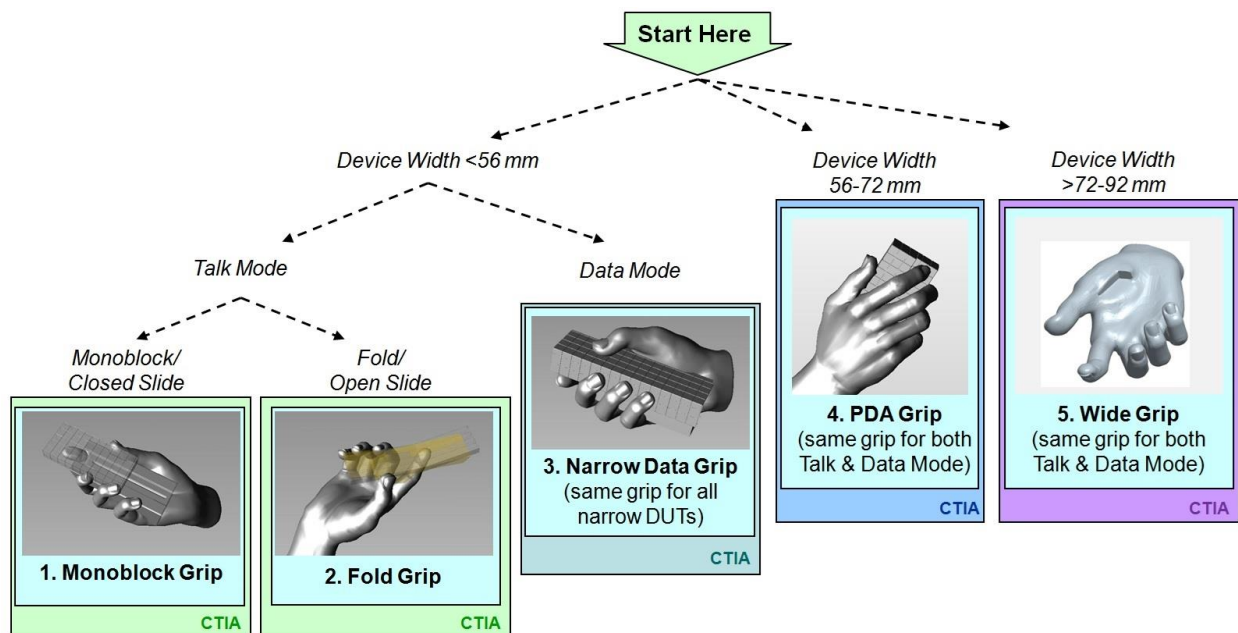 Start Here
Device Width <56 mm
Device Width
56-72 mm
Device Width
>72-92 mm
Talk Mode
Data Mode
Monoblock/
Closed Slide
Fold/
Open Slide
1. Monoblock Grip
CTIA
2. Fold Grip
CTIA
3. Narrow Data Grip
(same grip for all
narrow DUTs)
CTIA
4. PDA Grip
(same grip for both
Talk & Data Mode)
CTIA
5. Wide Grip
(same grip for both
Talk & Data Mode)
CTIA